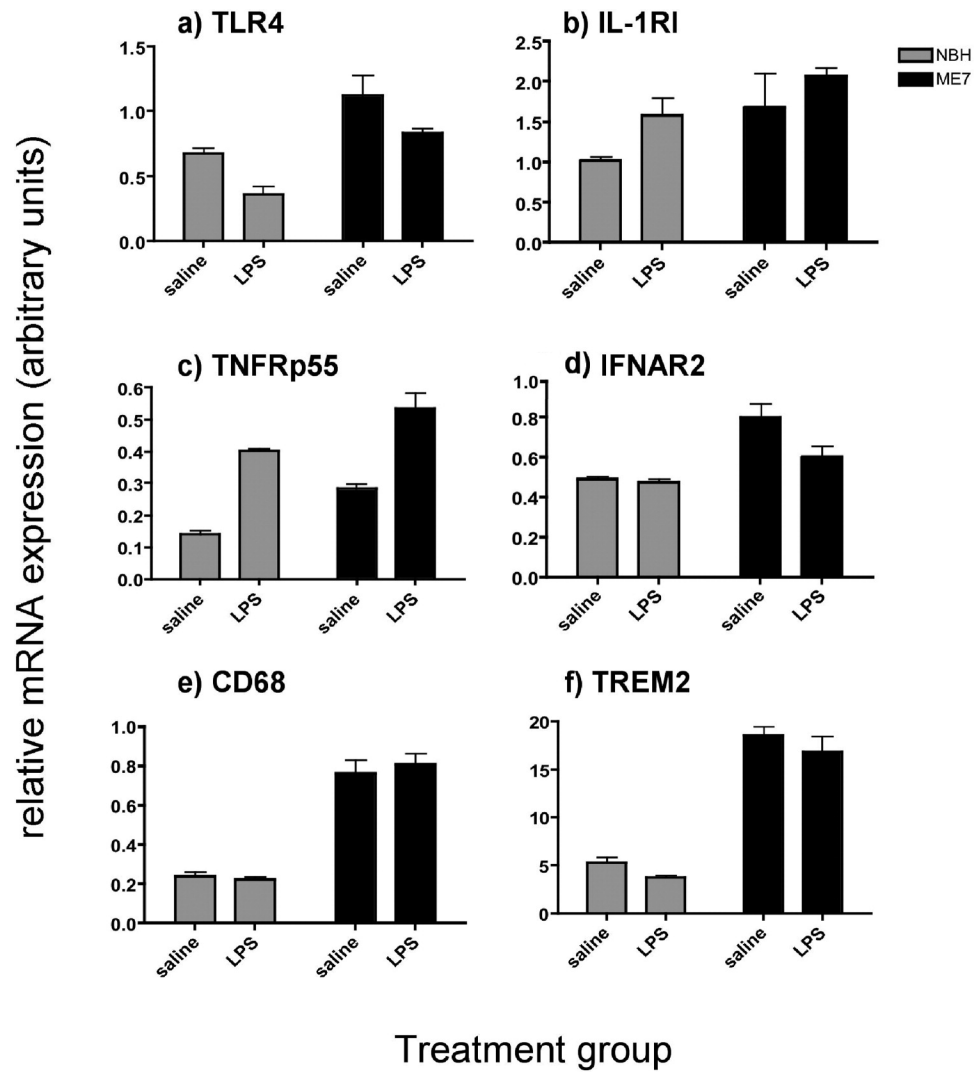 a) TLR4
1.5
1.0
0.5
0.0
saline
LPS
saline
LPS
b) IL-1RI
2.5
2.0
1.5
1.0
0.5
0.0
saline
LPS
saline
LPS
NBH
ME7
relative mRNA expression (arbitrary units)
c) TNFRp55
0.6
0.5
0.4
0.3
0.2
0.1
0.0
saline
LPS
saline
LPS
d) IFNAR2
1.0
0.8
0.6
0.4
0.2
0.0
saline
LPS
saline
LPS
e) CD68
1.0
0.8
0.6
0.4
0.2
0.0
saline
LPS
saline
LPS
f) TREM2
20
15
10
5
0
saline
LPS
saline
LPS
Treatment group